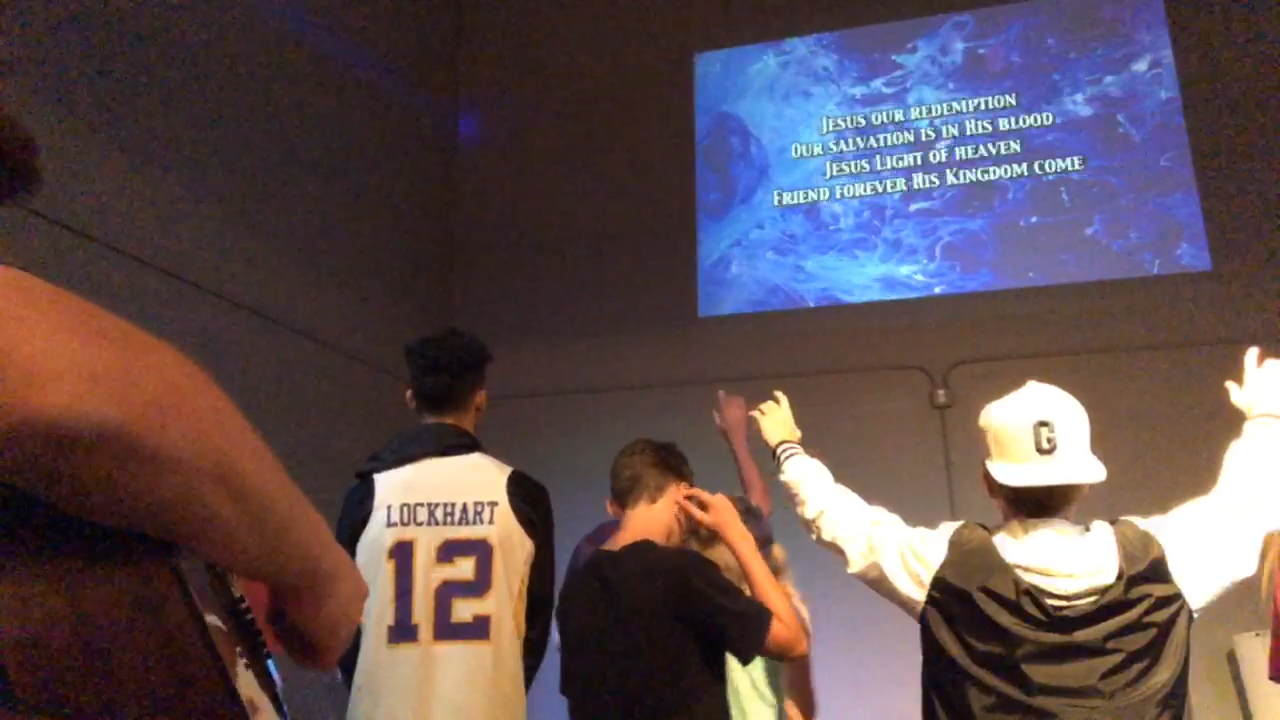 Jesus our redemption
Our salvation is in His blood
Jesus Light of heaven
Friend forever His Kingdom come
LOCKHART
12
G